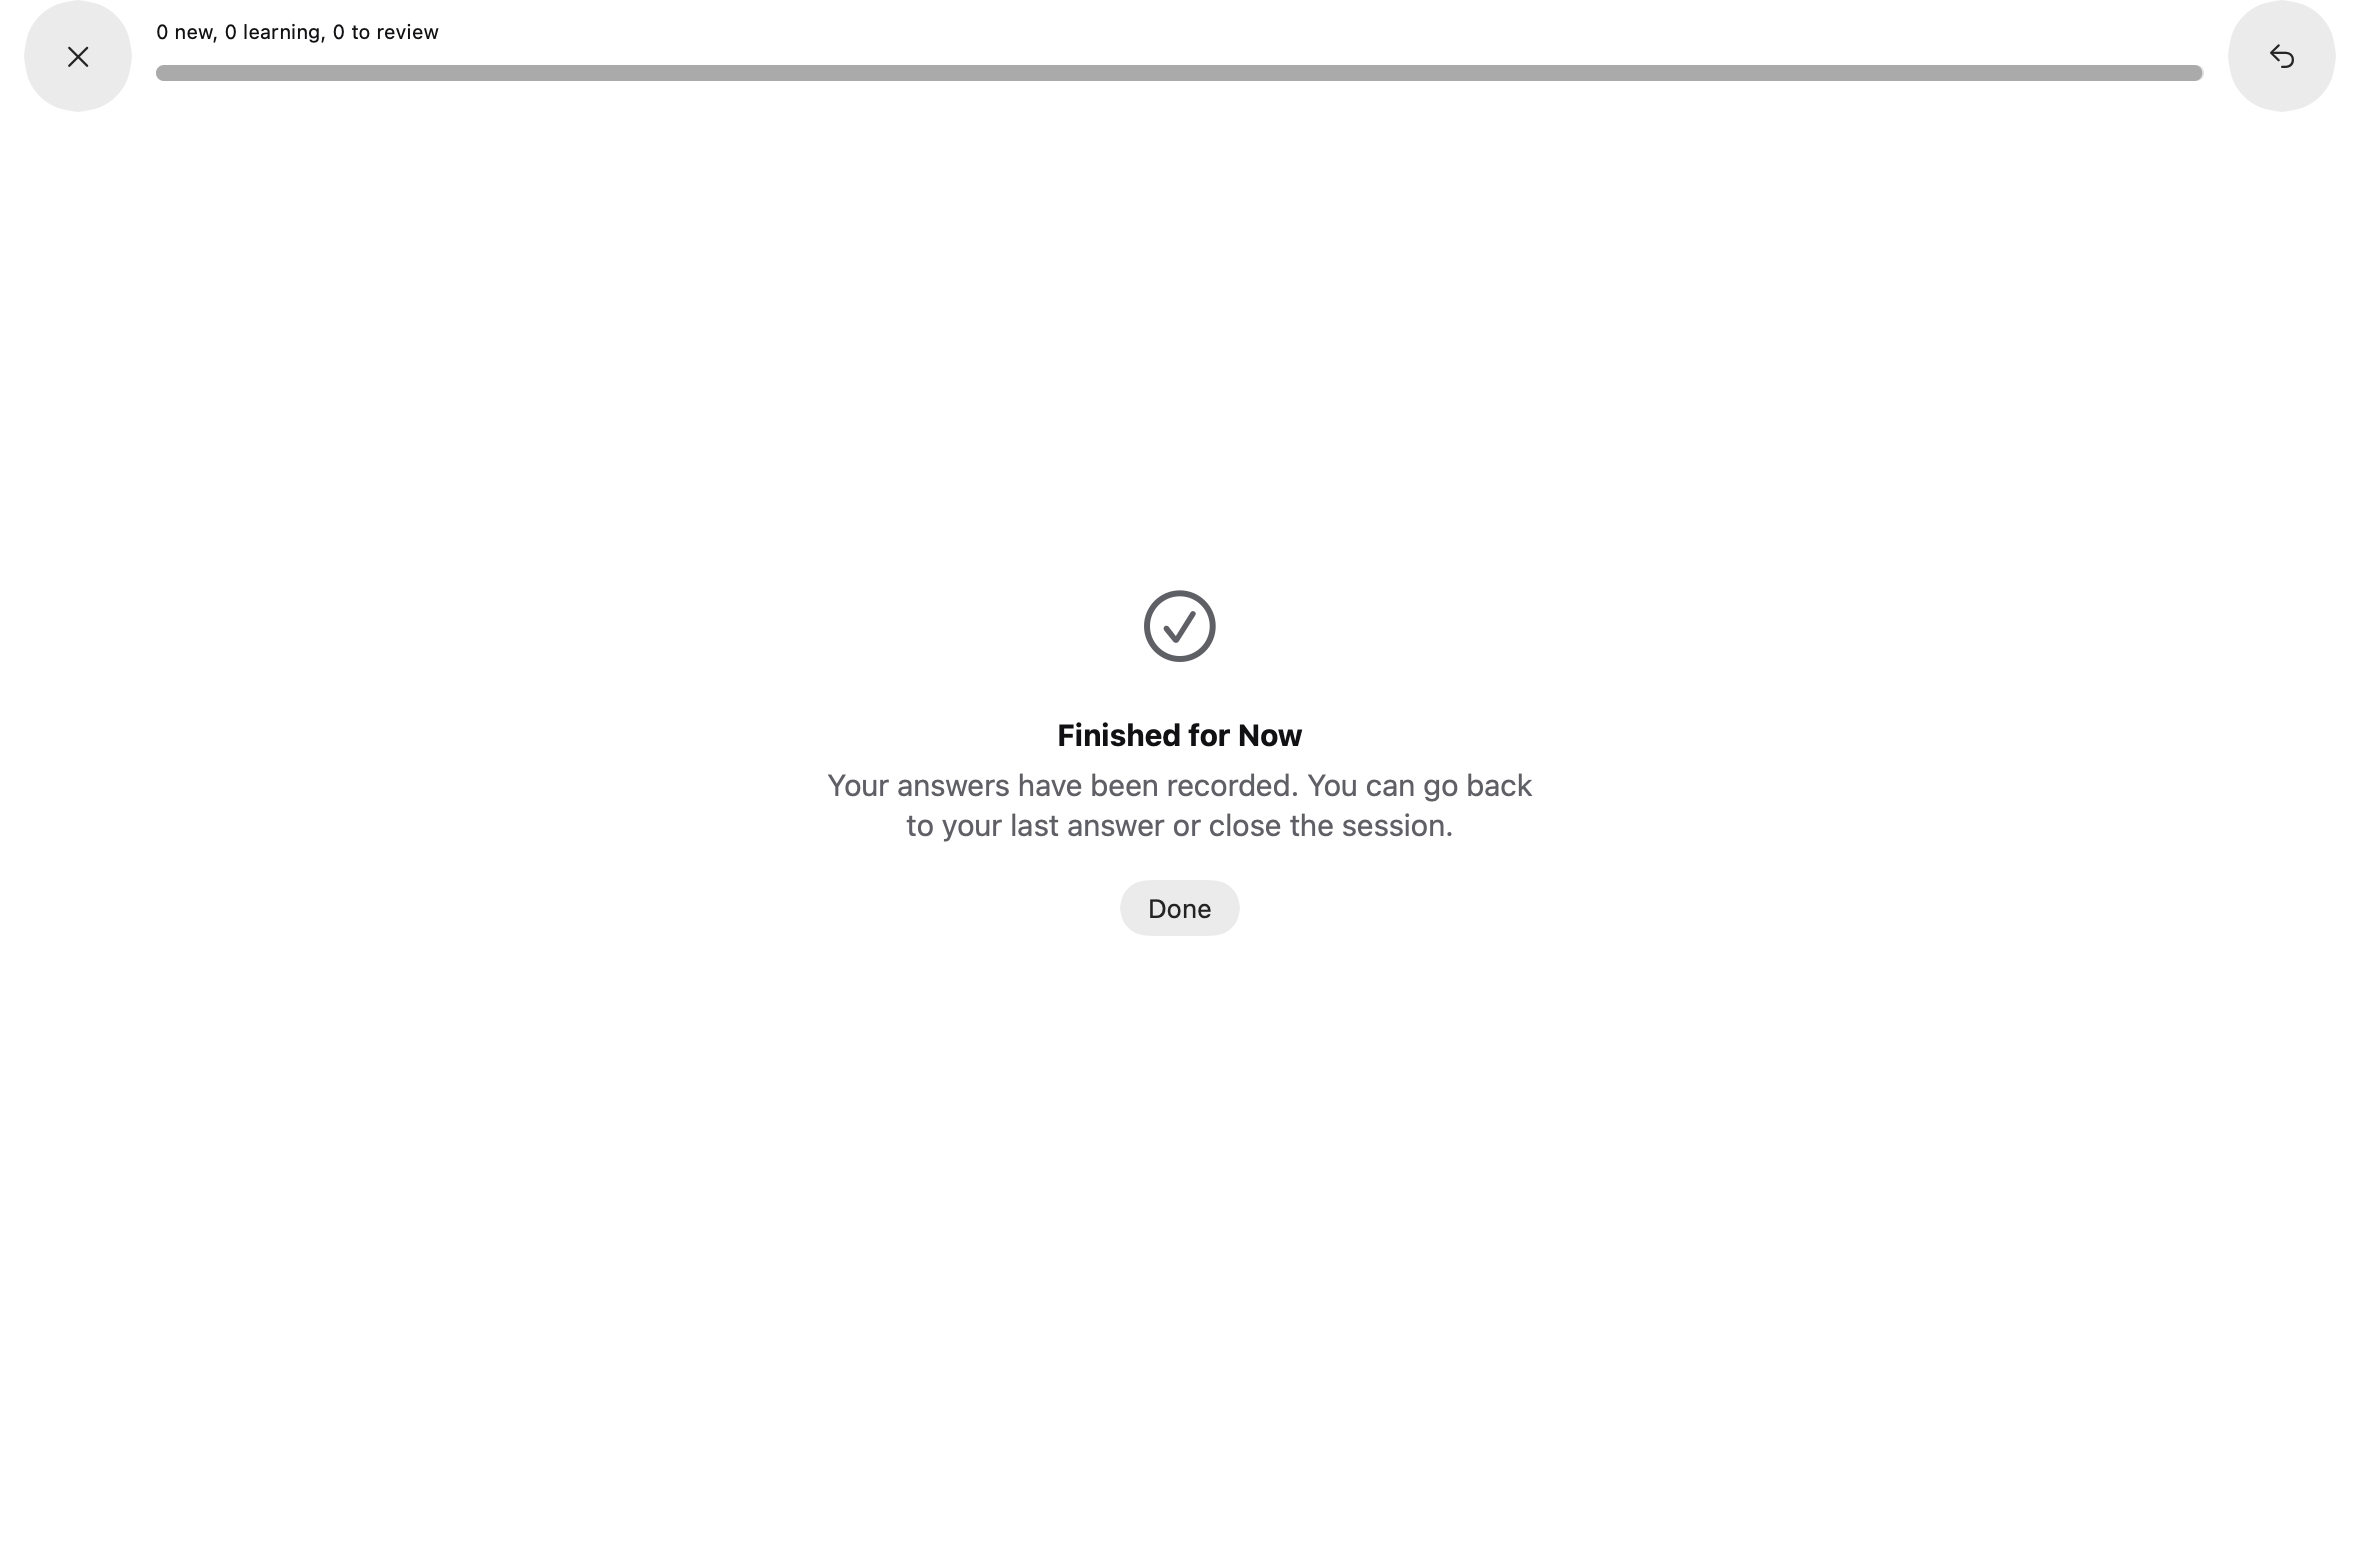 0 new, 0 learning, 0 to review
Finished for Now
Your answers have been recorded. You can go back
to your last answer or close the session.
Done